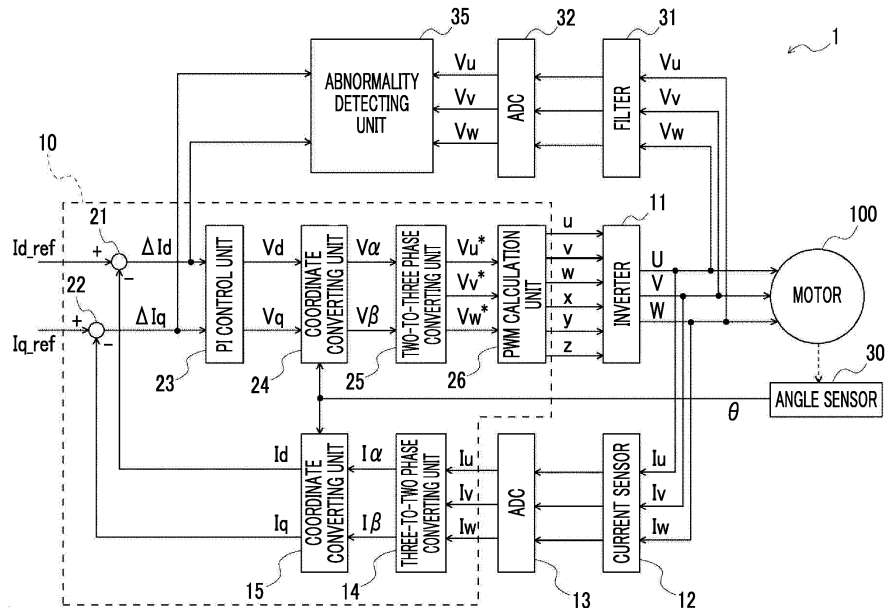 35
32
31
1
ABNORMALITY
DETECTING
UNIT
Vu
Vv
Vw
ADC
FILTER
Vu
Vv
Vw
10
21
Id_ref
+
−
ΔId
22
Iq_ref
+
−
ΔIq
PI CONTROL UNIT
23
Vd
Vq
COORDINATE
CONVERTING UNIT
24
Vα
Vβ
TWO-TO-THREE PHASE
CONVERTING UNIT
25
Vu*
Vv*
Vw*
PWM CALCULATION
UNIT
26
u
v
w
x
y
z
11
INVERTER
U
V
W
100
MOTOR
30
ANGLE SENSOR
θ
Id
Iq
COORDINATE
CONVERTING UNIT
15
Iα
Iβ
THREE-TO-TWO PHASE
CONVERTING UNIT
14
Iu
Iv
Iw
ADC
13
CURRENT SENSOR
12
Iu
Iv
Iw